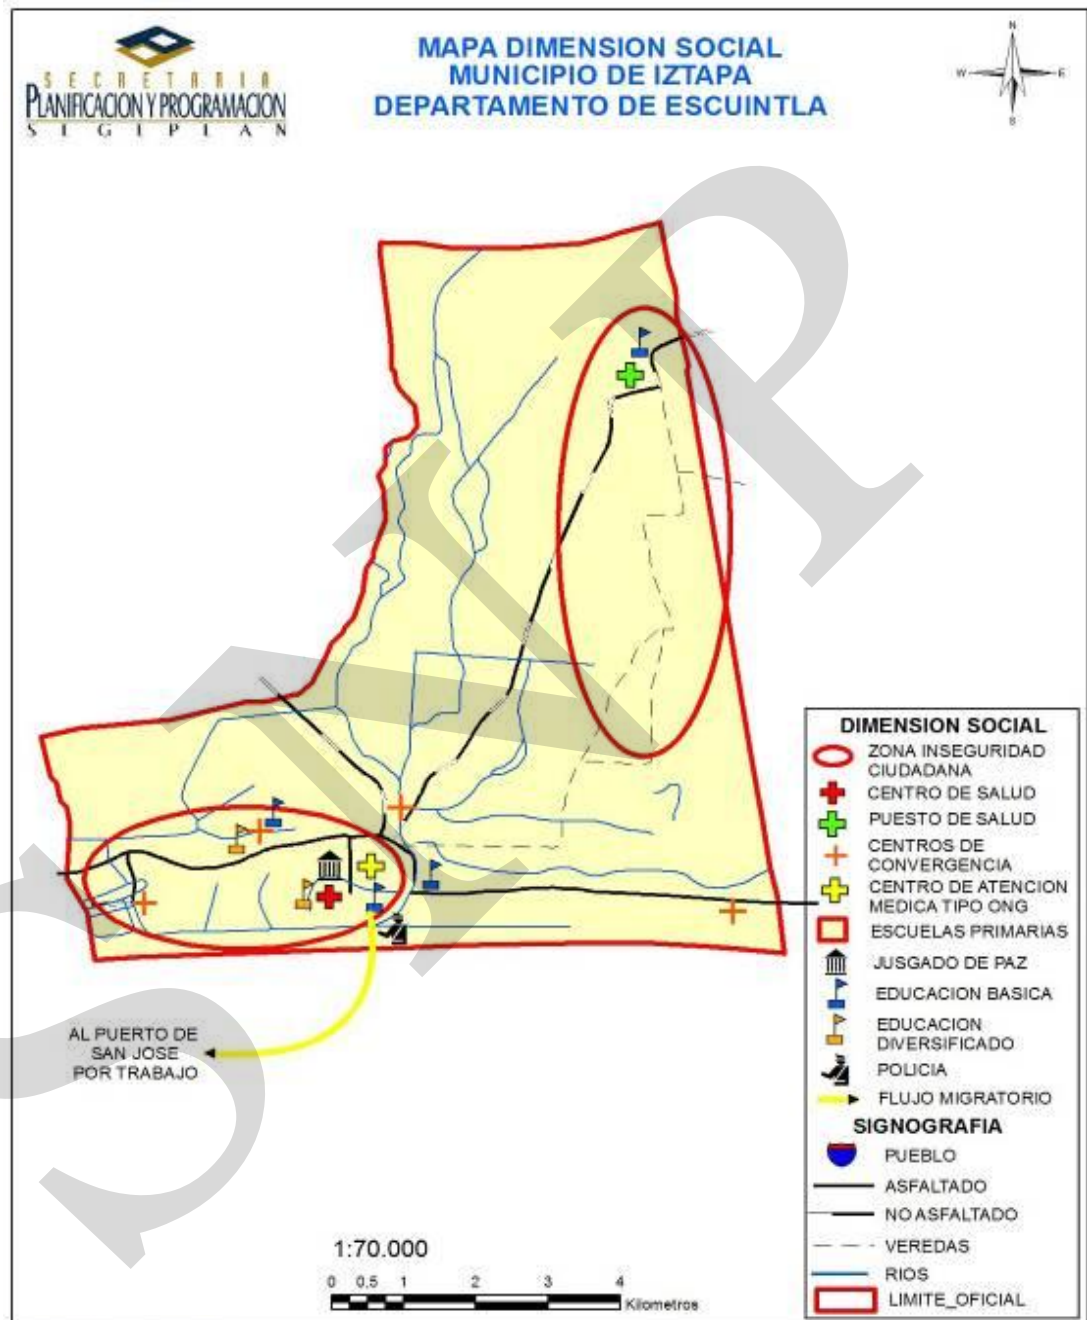 SECRETARIA
PLANIFICACION Y PROGRAMACION
SEGEPLAN
MAPA DIMENSION SOCIAL
MUNICIPIO DE IZTAPA
DEPARTAMENTO DE ESCUINTLA
N
W
E
S
SNIP
DIMENSION SOCIAL
ZONA INSEGURIDAD
CIUDADANA
CENTRO DE SALUD
PUESTO DE SALUD
CENTROS DE
CONVERGENCIA
CENTRO DE ATENCION
MEDICA TIPO ONG
ESCUELAS PRIMARIAS
JUSGADO DE PAZ
EDUCACION BASICA
EDUCACION
DIVERSIFICADO
POLICIA
FLUJO MIGRATORIO
SIGNOGRAFIA
PUEBLO
ASFALTADO
NO ASFALTADO
VEREDAS
RIOS
LIMITE_OFICIAL
AL PUERTO DE
SAN JOSE
POR TRABAJO
1:70.000
0 0,5 1 2 3 4
Kilometros